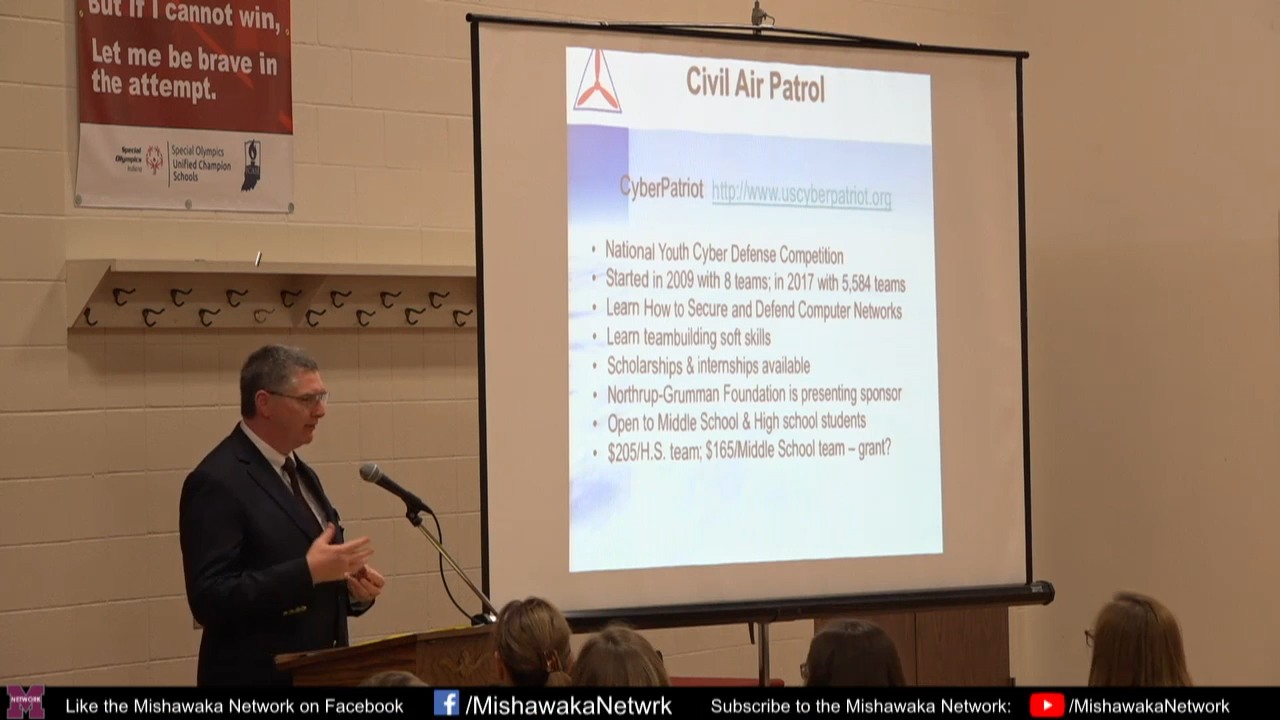 But if I cannot win,
Let me be brave in
the attempt.
Special
Olympics
Indiana
Special Olympics
Unified Champion
Schools
Civil Air Patrol
CyberPatriot http://www.uscyberpatriot.org
• National Youth Cyber Defense Competition
• Started in 2009 with 8 teams; in 2017 with 5,584 teams
• Learn How to Secure and Defend Computer Networks
• Learn teambuilding soft skills
• Scholarships & internships available
• Northrup-Grumman Foundation is presenting sponsor
• Open to Middle School & High school students
• $205/H.S. team; $165/Middle School team – grant?
M NETWORK Like the Mishawaka Network on Facebook f /MishawakaNetwrk Subscribe to the Mishawaka Network: /MishawakaNetwork